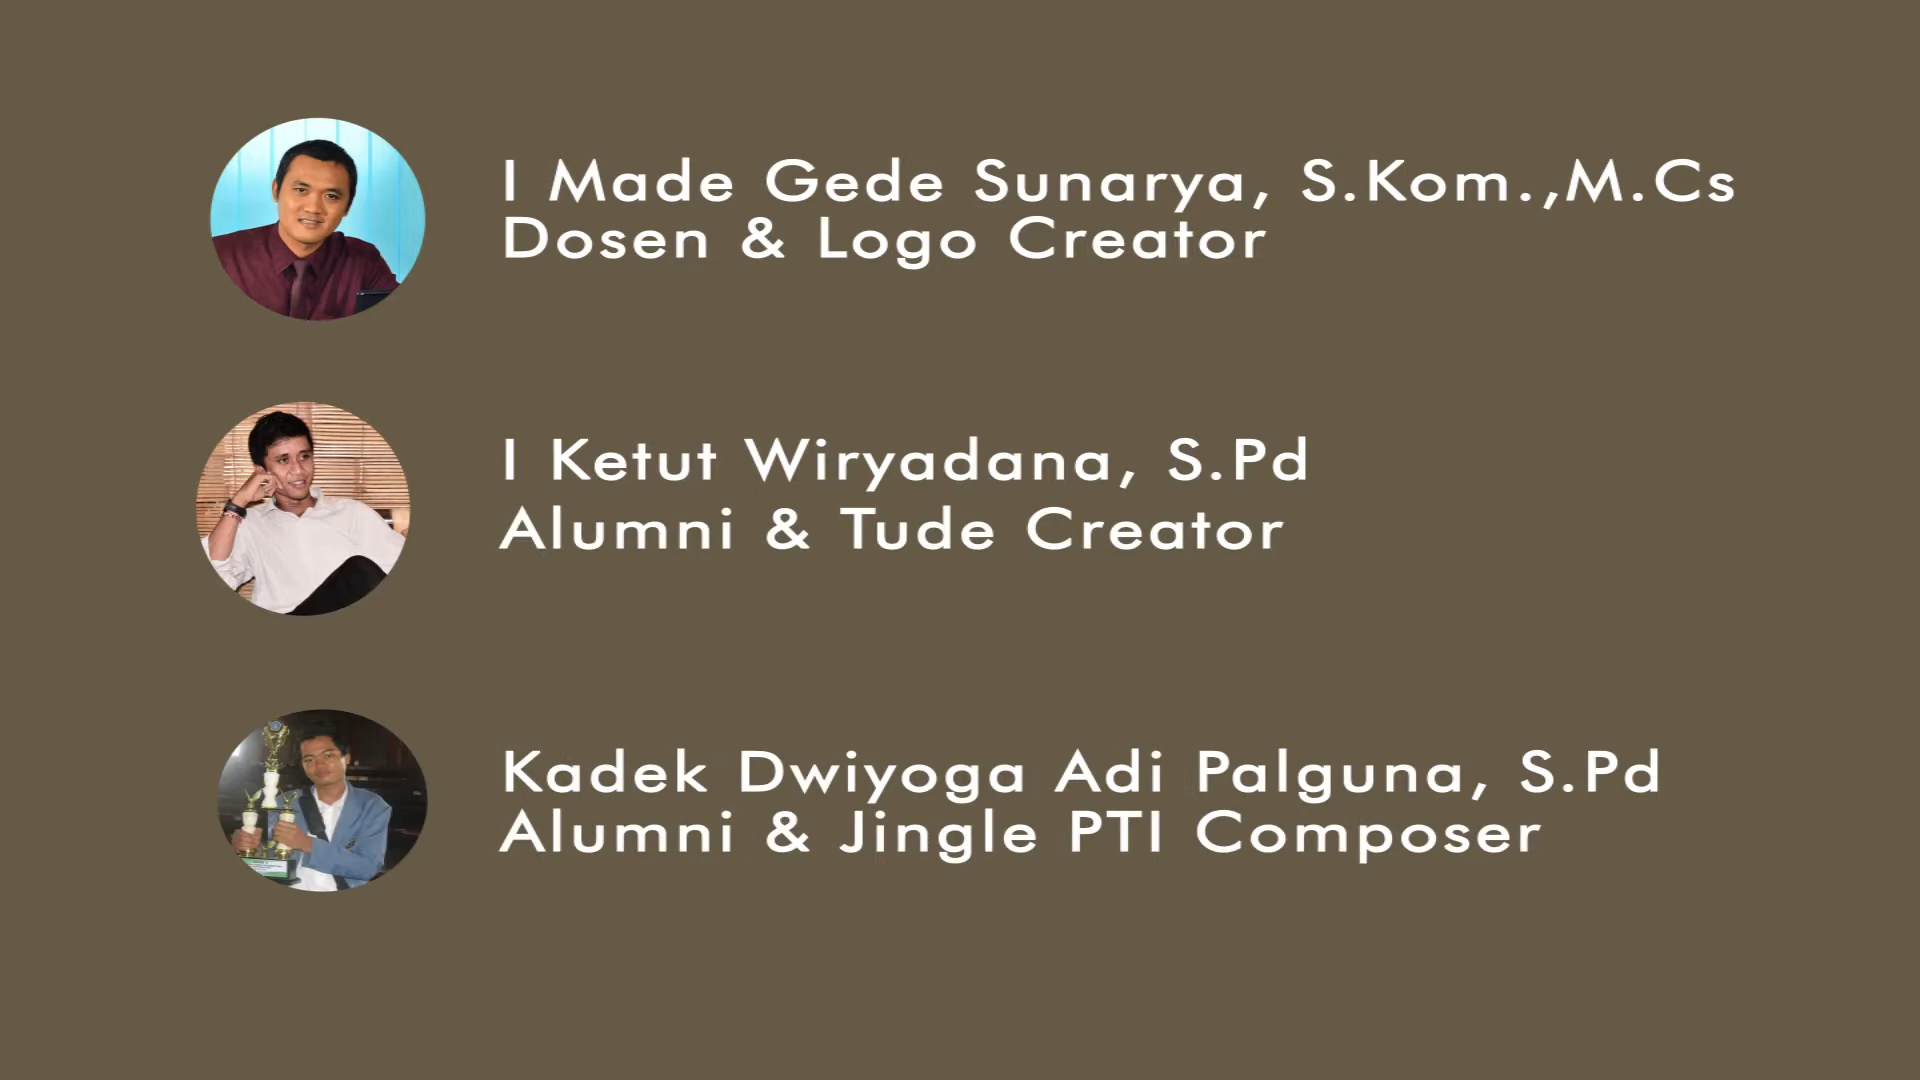 I Made Gede Sunarya, S.Kom.,M.Cs
Dosen & Logo Creator
I Ketut Wiryadana, S.Pd
Alumni & Tude Creator
Kadek Dwiyoga Adi Palguna, S.Pd
Alumni & Jingle PTI Composer